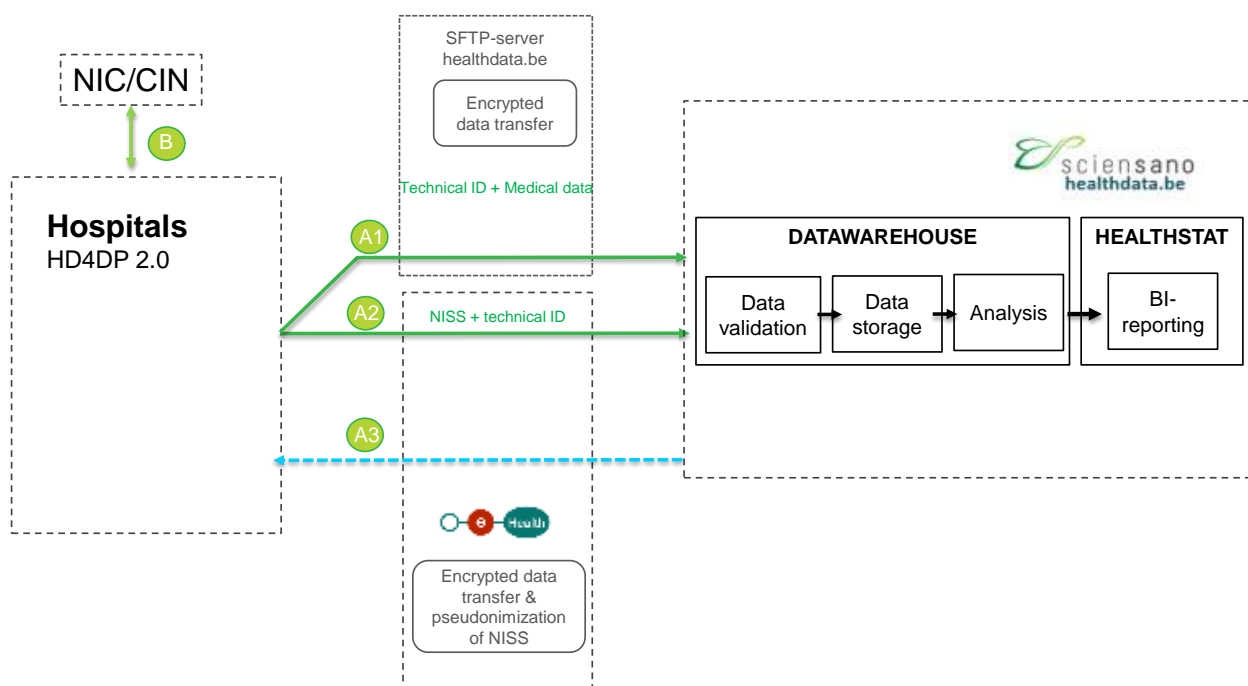 NIC/CIN
B
Hospitals
HD4DP 2.0
SFTP-server
healthdata.be
Encrypted
data transfer
Technical ID + Medical data
A1
A2
NISS + technical ID
A3
e
Health
Encrypted data
transfer &
pseudonimization
of NISS
sciensano
healthdata.be
DATAWAREHOUSE
Data
validation
Data
storage
Analysis
HEALTHSTAT
BI-
reporting